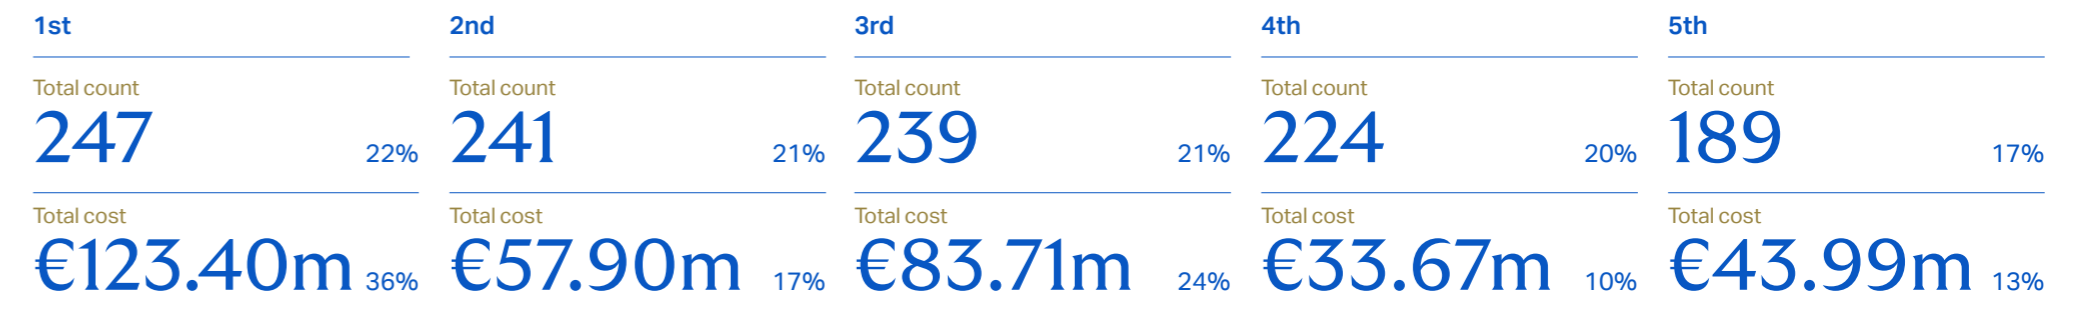 1st 2nd 3rd 4th 5th
Total count Total count Total count Total count Total count
247 22% 241 21% 239 21% 224 20% 189 17%
Total cost Total cost Total cost Total cost Total cost
€123.40m 36% €57.90m 17% €83.71m 24% €33.67m 10% €43.99m 13%